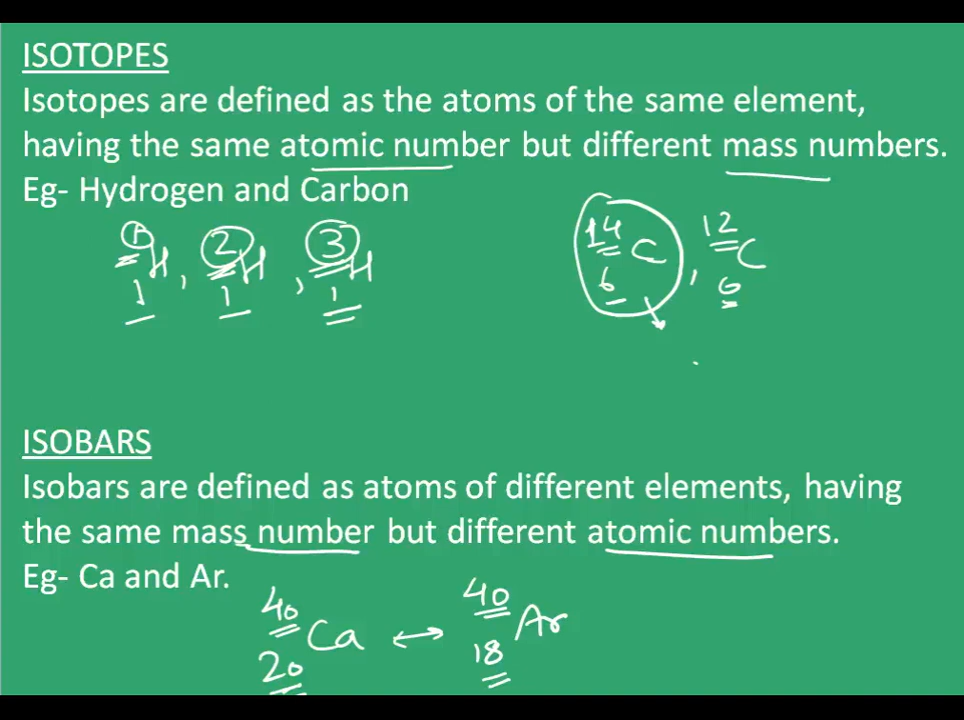 ISOTOPES
Isotopes are defined as the atoms of the same element,
having the same atomic number but different mass numbers.
Eg- Hydrogen and Carbon
1 H, 2 H, 3 H 14 C, 12 C
1 1 1 6 6
ISOBARS
Isobars are defined as atoms of different elements, having
the same mass number but different atomic numbers.
Eg- Ca and Ar.
40 Ca ↔ 40 Ar
20 18